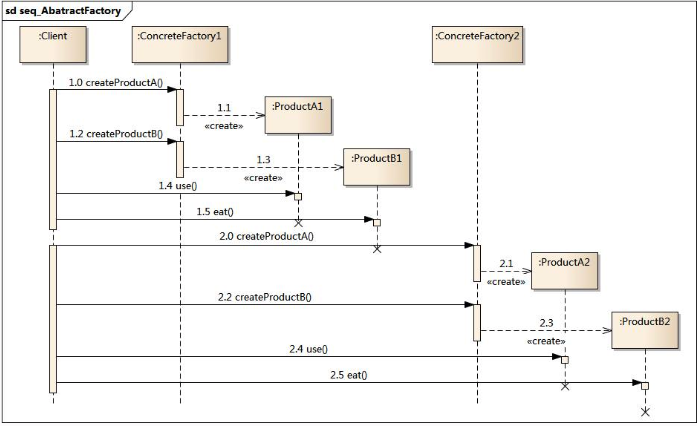 sd seq_AbatractFactory
:Client
:ConcreteFactory1
:ConcreteFactory2
1.0 createProductA()
1.1
«create»
:ProductA1
1.2 createProductB()
1.3
«create»
:ProductB1
1.4 use()
1.5 eat()
2.0 createProductA()
2.1
«create»
:ProductA2
2.2 createProductB()
2.3
«create»
:ProductB2
2.4 use()
2.5 eat()